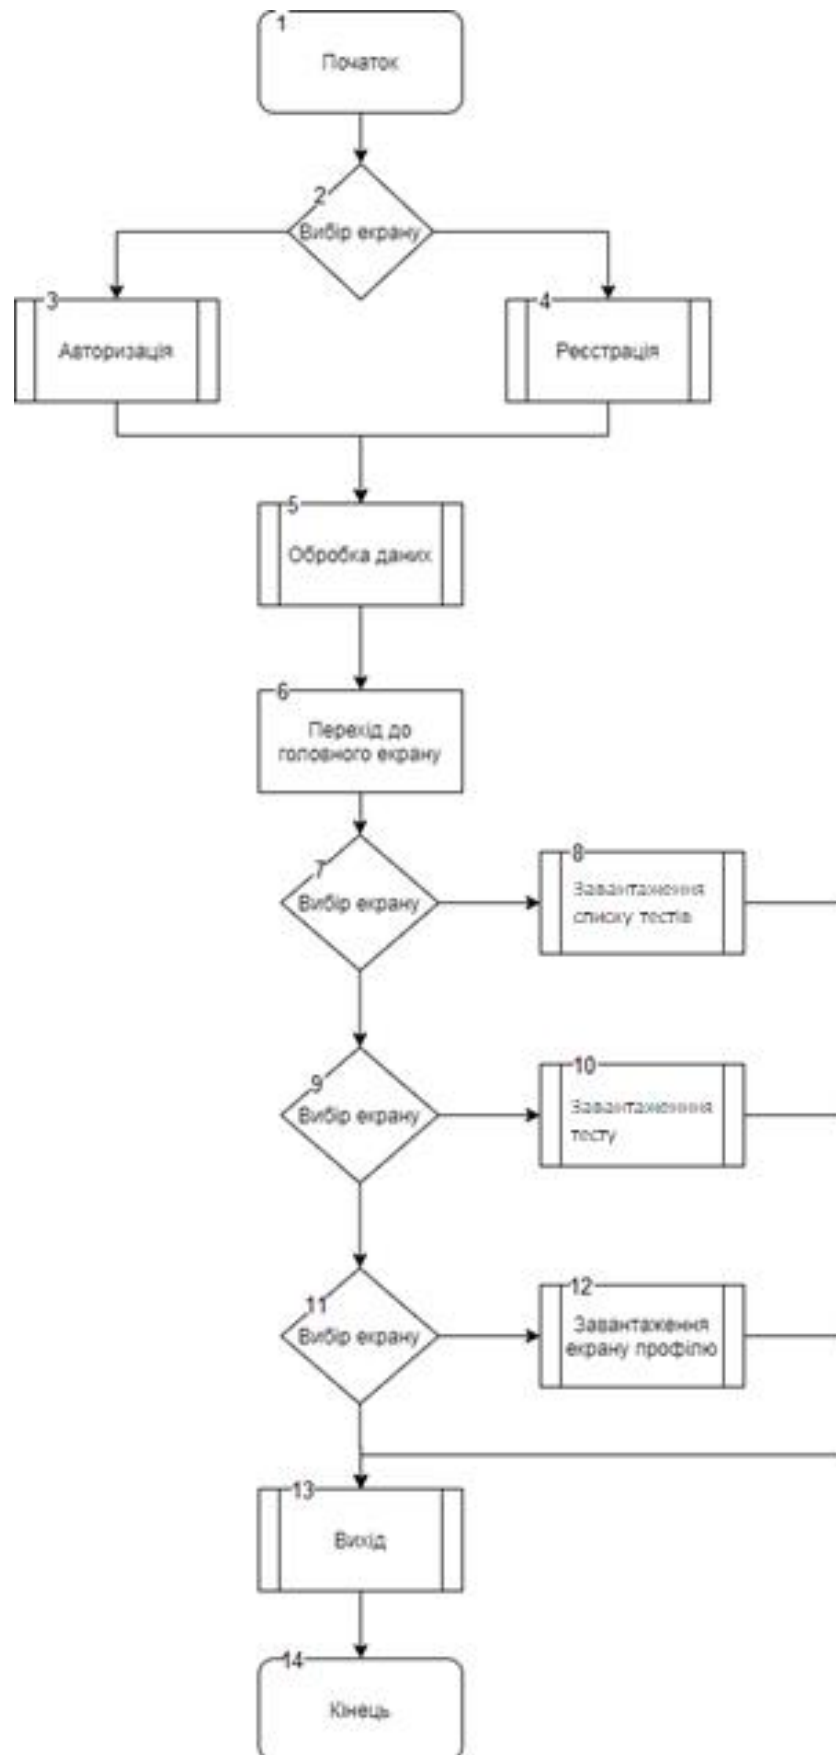 1
Початок
2
Вибір екрану
3
Авторизація
4
Реєстрація
5
Обробка даних
6
Перехід до
головного екрану
7
Вибір екрану
8
Завантаження
списку тестів
9
Вибір екрану
10
Завантаженння
тесту
11
Вибір екрану
12
Завантаження
екрану профілю
13
Вихід
14
Кінець